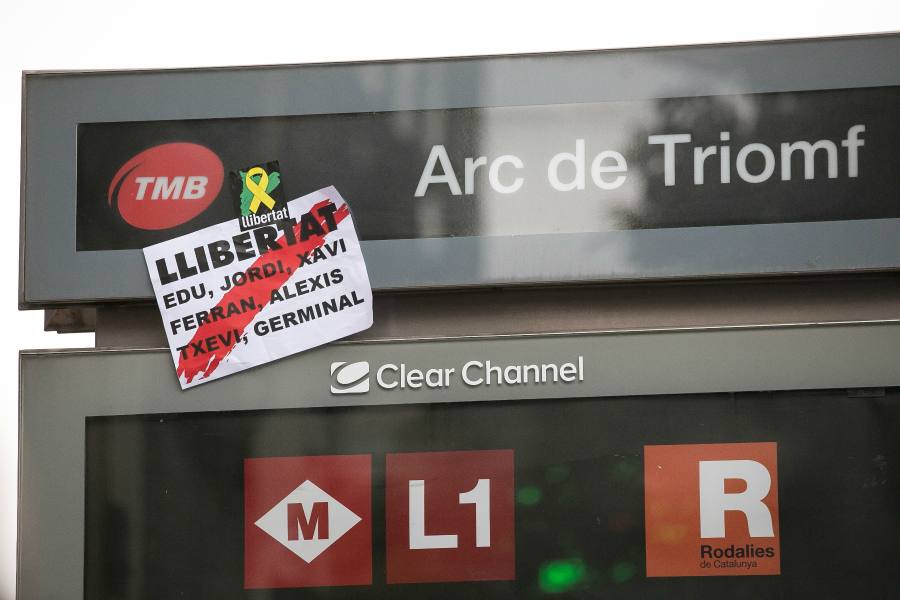 TMB
Arc de Triomf
llibertat
LLIBERTAT
EDU, JORDI, XAVI
FERRAN, ALEXIS
TXEVI, GERMINAL
Clear Channel
M
L1
R
Rodalies
de Catalunya